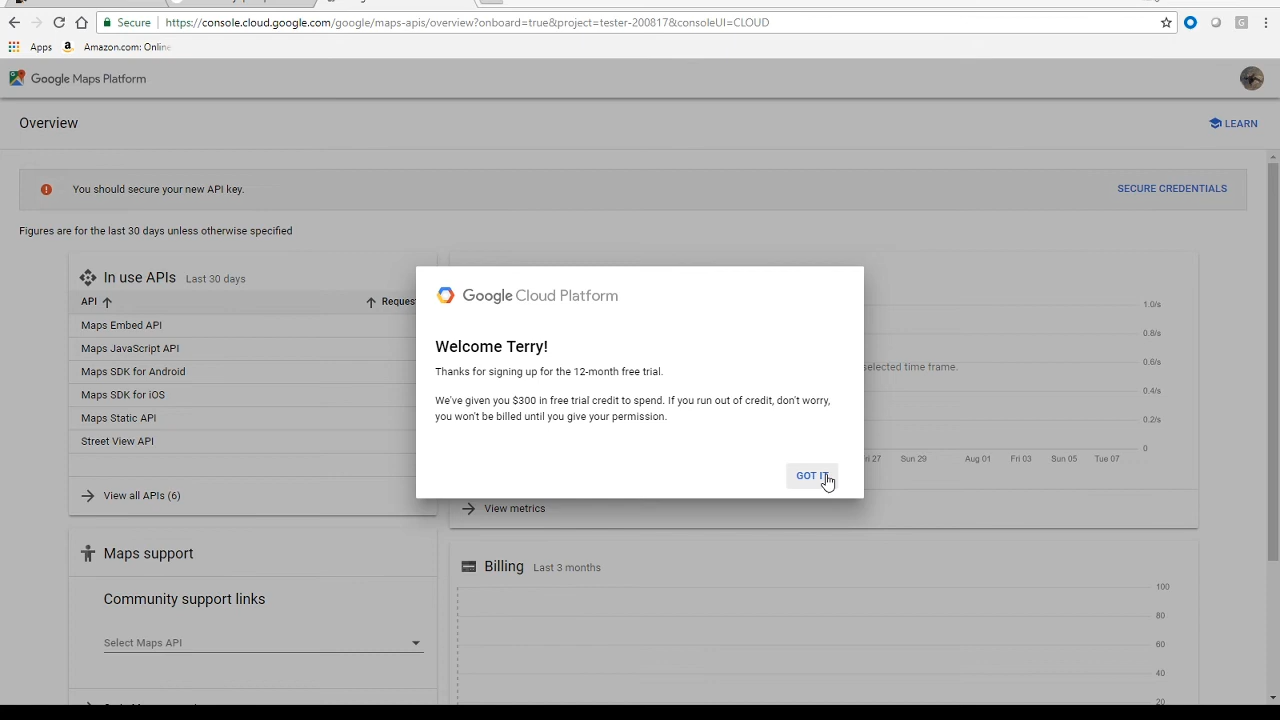 Secure
https://console.cloud.google.com/google/maps-apis/overview?onboard=true&project=tester-200817&consoleUI=CLOUD
G
Apps
Amazon.com: Online
Google Maps Platform
Overview
LEARN
You should secure your new API key.
SECURE CREDENTIALS
Figures are for the last 30 days unless otherwise specified
In use APIs Last 30 days
API
Maps Embed API
Maps JavaScript API
Maps SDK for Android
Maps SDK for iOS
Maps Static API
Street View API
View all APIs (6)
Google Cloud Platform
Welcome Terry!
Thanks for signing up for the 12-month free trial.
We've given you $300 in free trial credit to spend. If you run out of credit, don't worry,
you won't be billed until you give your permission.
GOT IT
1.0/s
0.8/s
selected time frame.
0.6/s
0.4/s
0.2/s
0
27
Sun 29
Aug 01
Fri 03
Sun 05
Tue 07
View metrics
Maps support
Community support links
Select Maps API
Billing Last 3 months
100
80
60
40
20